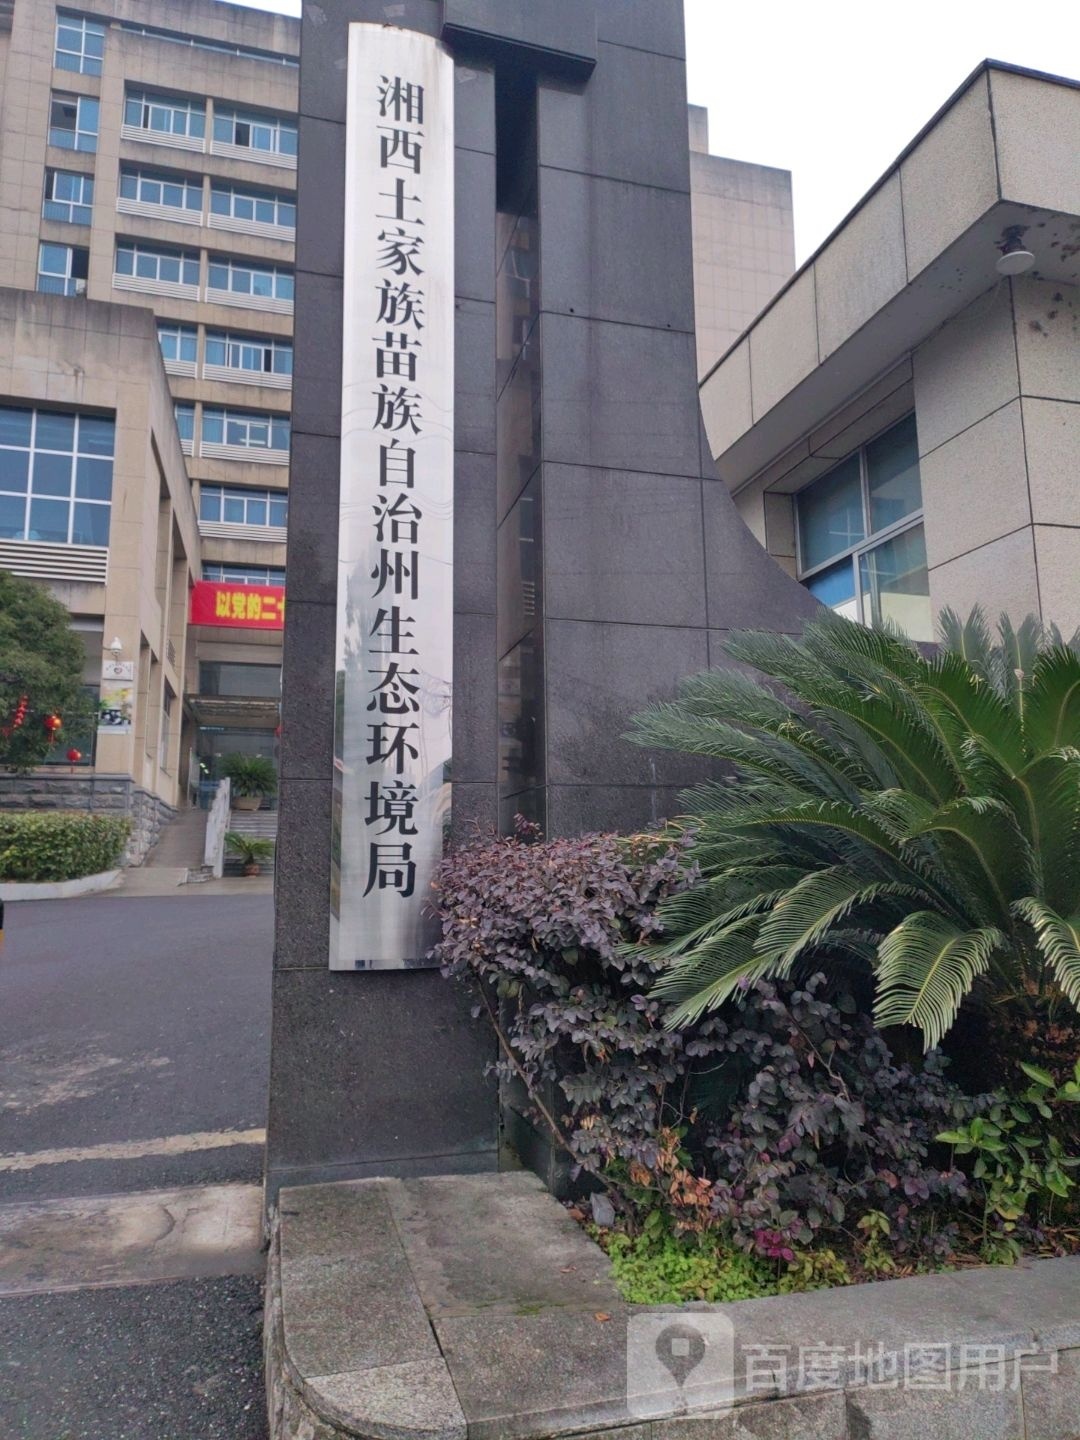 湘西土家族苗族自治州生态环境局
以党的二十
百度地图用户